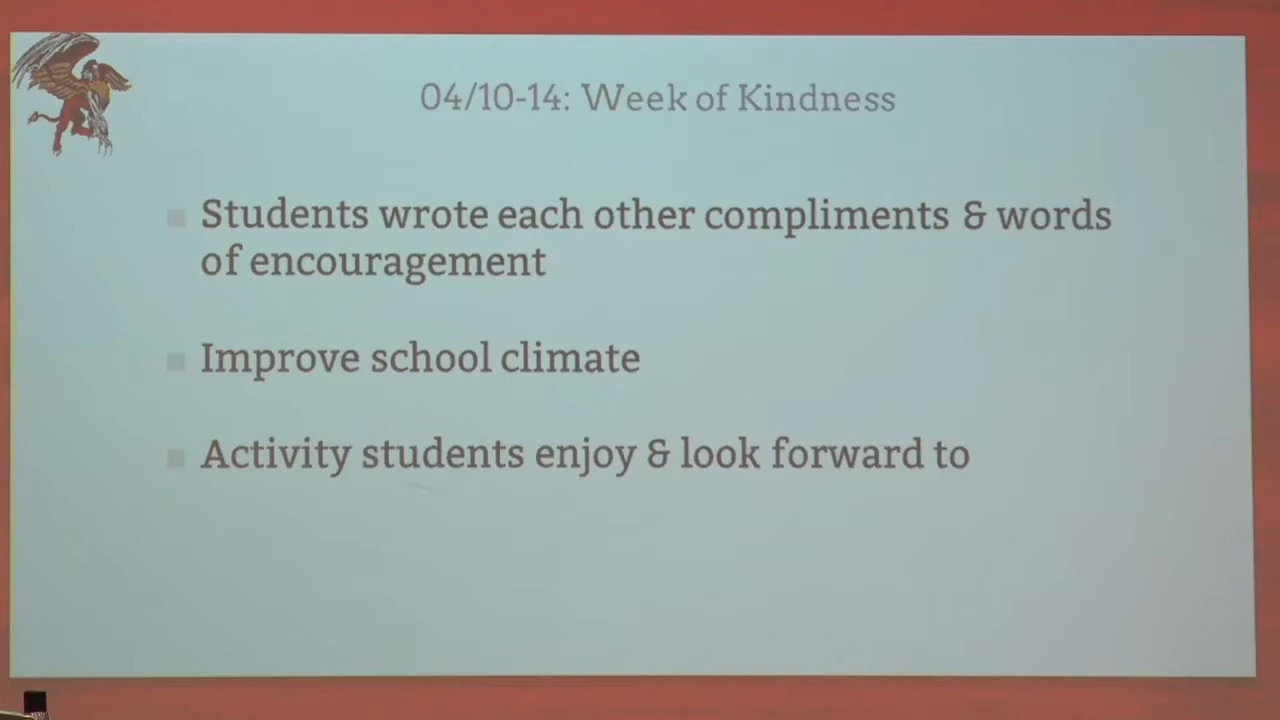 04/10-14: Week of Kindness
Students wrote each other compliments & words
of encouragement
Improve school climate
Activity students enjoy & look forward to